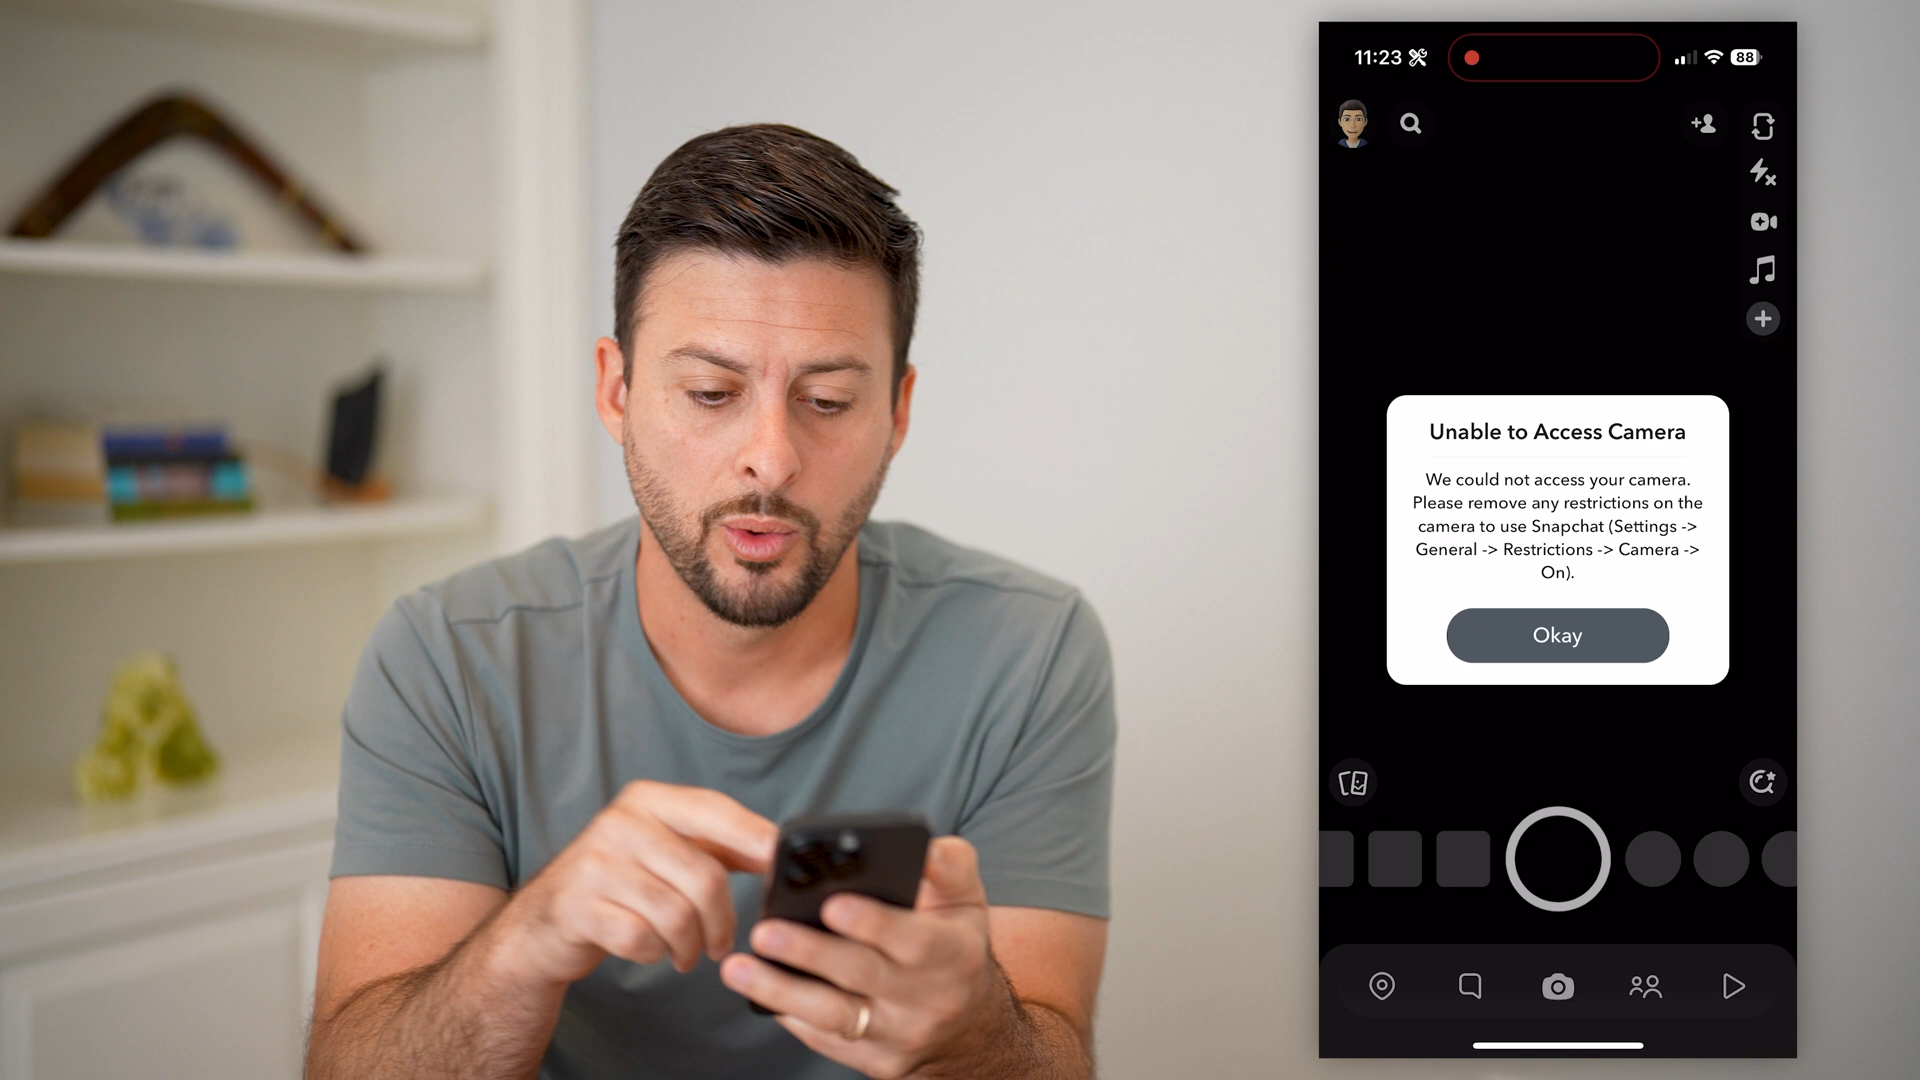 11:23
88
Unable to Access Camera
We could not access your camera.
Please remove any restrictions on the
camera to use Snapchat (Settings ->
General -> Restrictions -> Camera ->
On).
Okay